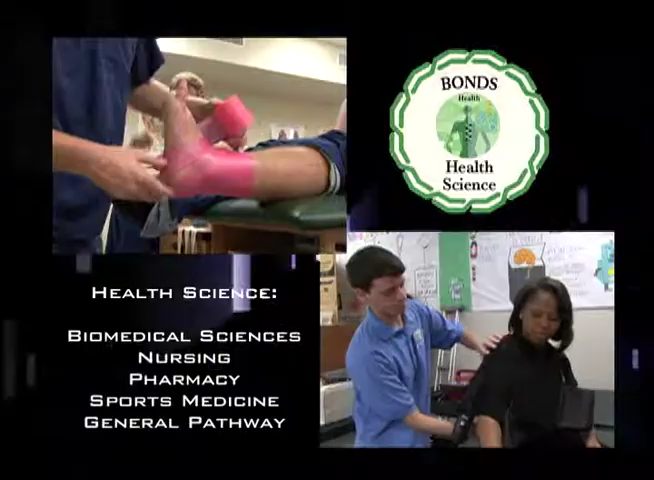 BONDS
Health
Health
Science
Health Science:
Biomedical Sciences
Nursing
Pharmacy
Sports Medicine
General Pathway